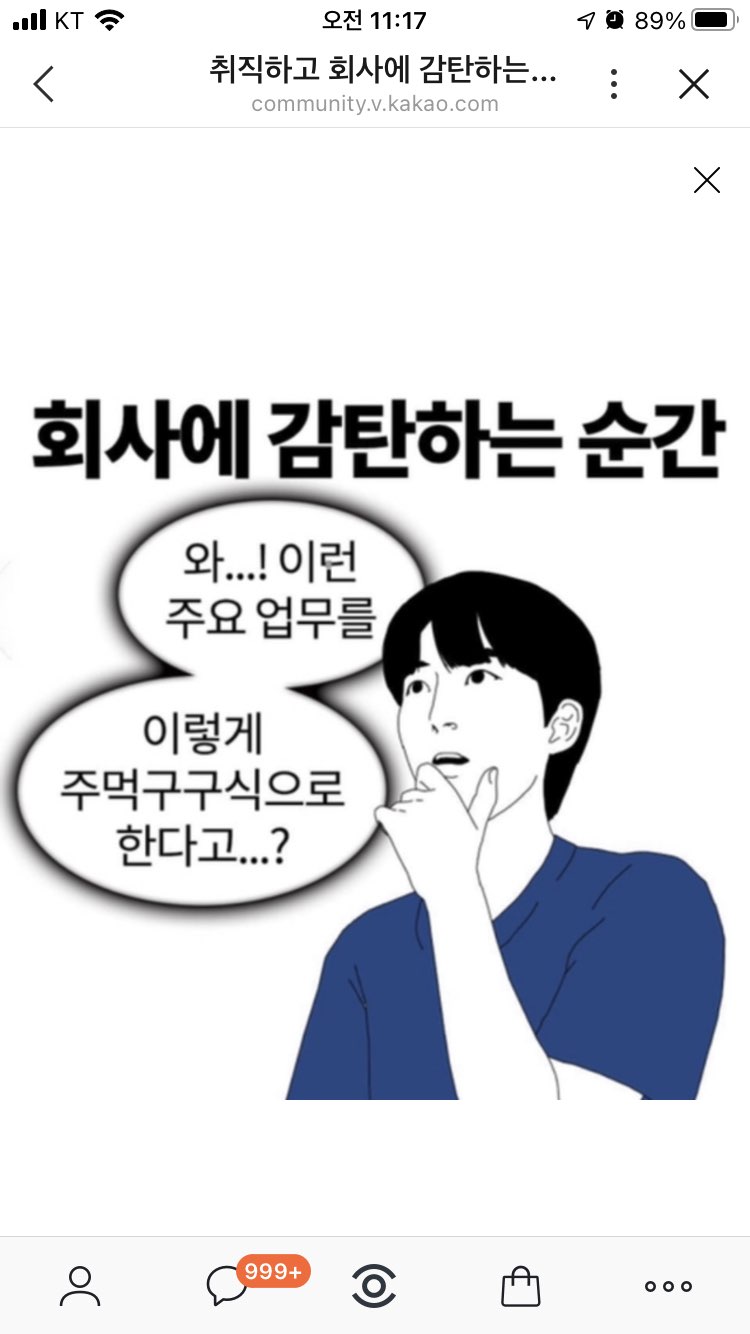 KT 오전 11:17 89%
취직하고 회사에 감탄하는...
community.v.kakao.com
회사에 감탄하는 순간
와...! 이런
주요 업무를
이렇게
주먹구구식으로
한다고...?
999+